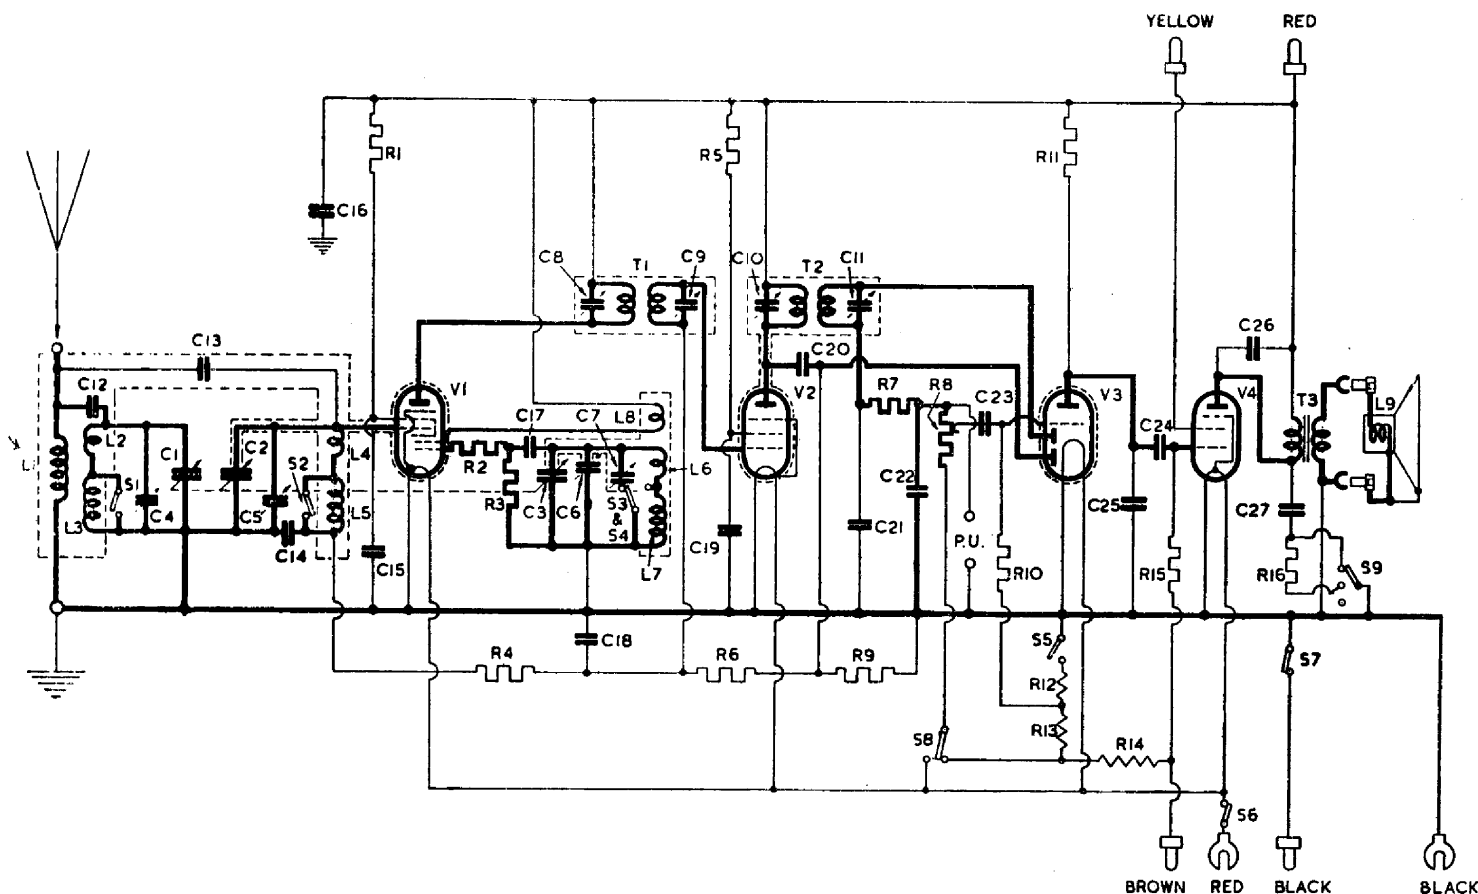 YELLOW RED
R1 R5 R11
C16
C8 T1 C9 C10 T2 C11
C26
C13 C20
C12 V1 C17 C7 L8 V2 R7 R8 C23 V3 V4 T3 L9
L2 C1 C2 L4 C24
L1 S2 R2 L6
S1 R3 C22
L3 C4 C5 L5 C3 C6 S3 & S4 C25 C27
C14 C19 C21
C15 L7 P.U. R10 R15 R16 S9
C18 S5
R4 R6 R9 S7
R12
S8 R13 R14
S6
BROWN RED BLACK BLACK